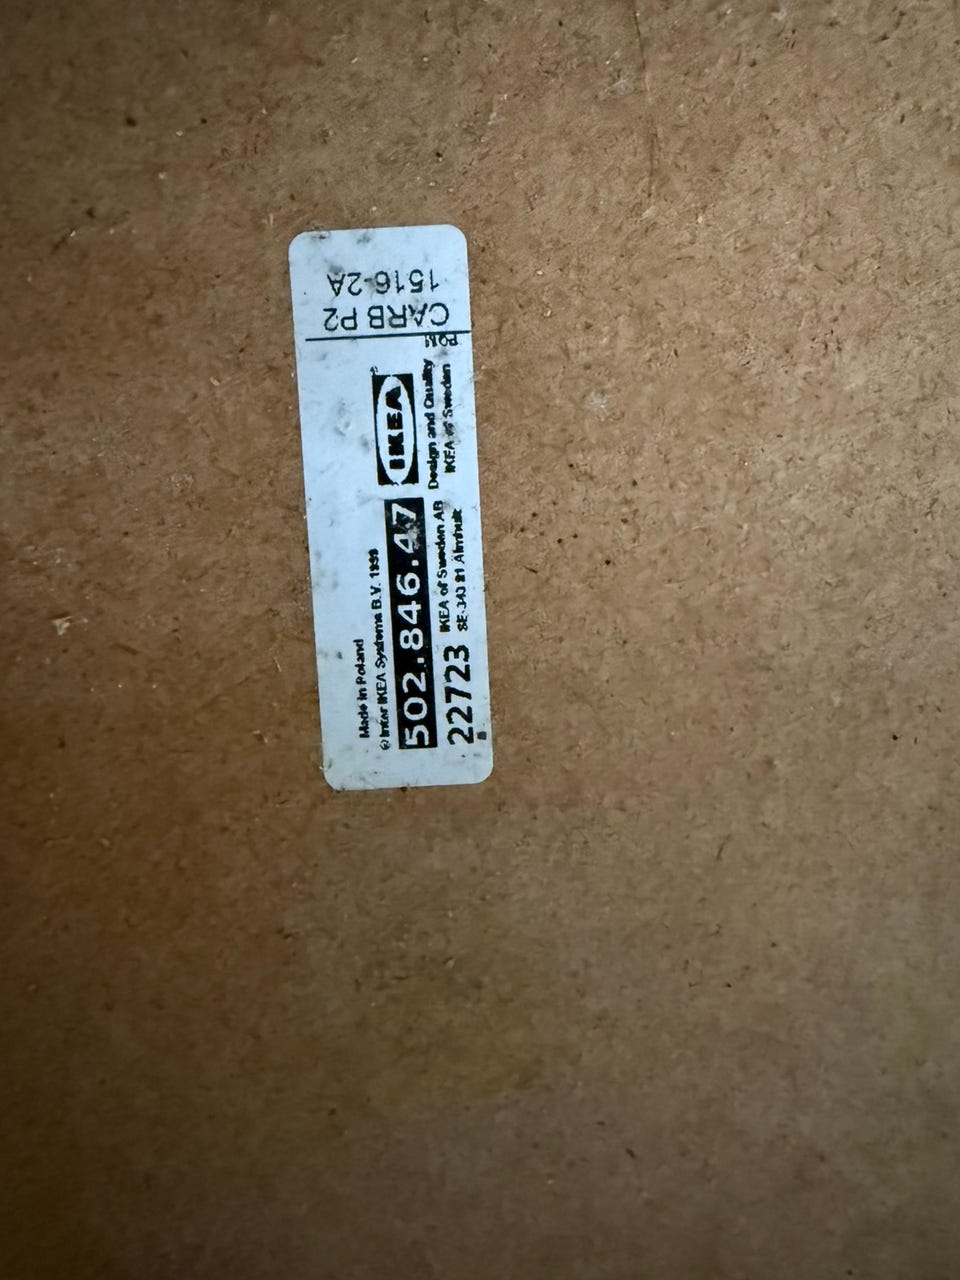 CARB P2
1516-2A
Made in Poland
© Inter IKEA Systems B.V. 1999
502.846.47
IKEA
22723
IKEA of Sweden AB
SE-343 81 Älmhult
Design and Quality
IKEA of Sweden